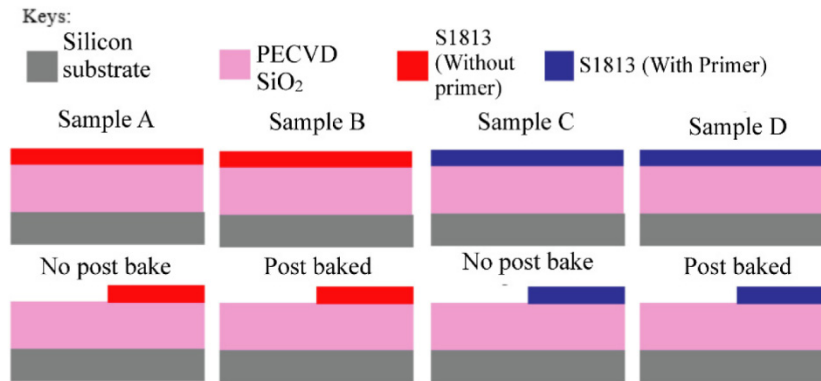 Keys:
Silicon
substrate
PECVD
SiO₂
S1813
(Without
primer)
S1813 (With Primer)
Sample A
Sample B
Sample C
Sample D
No post bake
Post baked
No post bake
Post baked